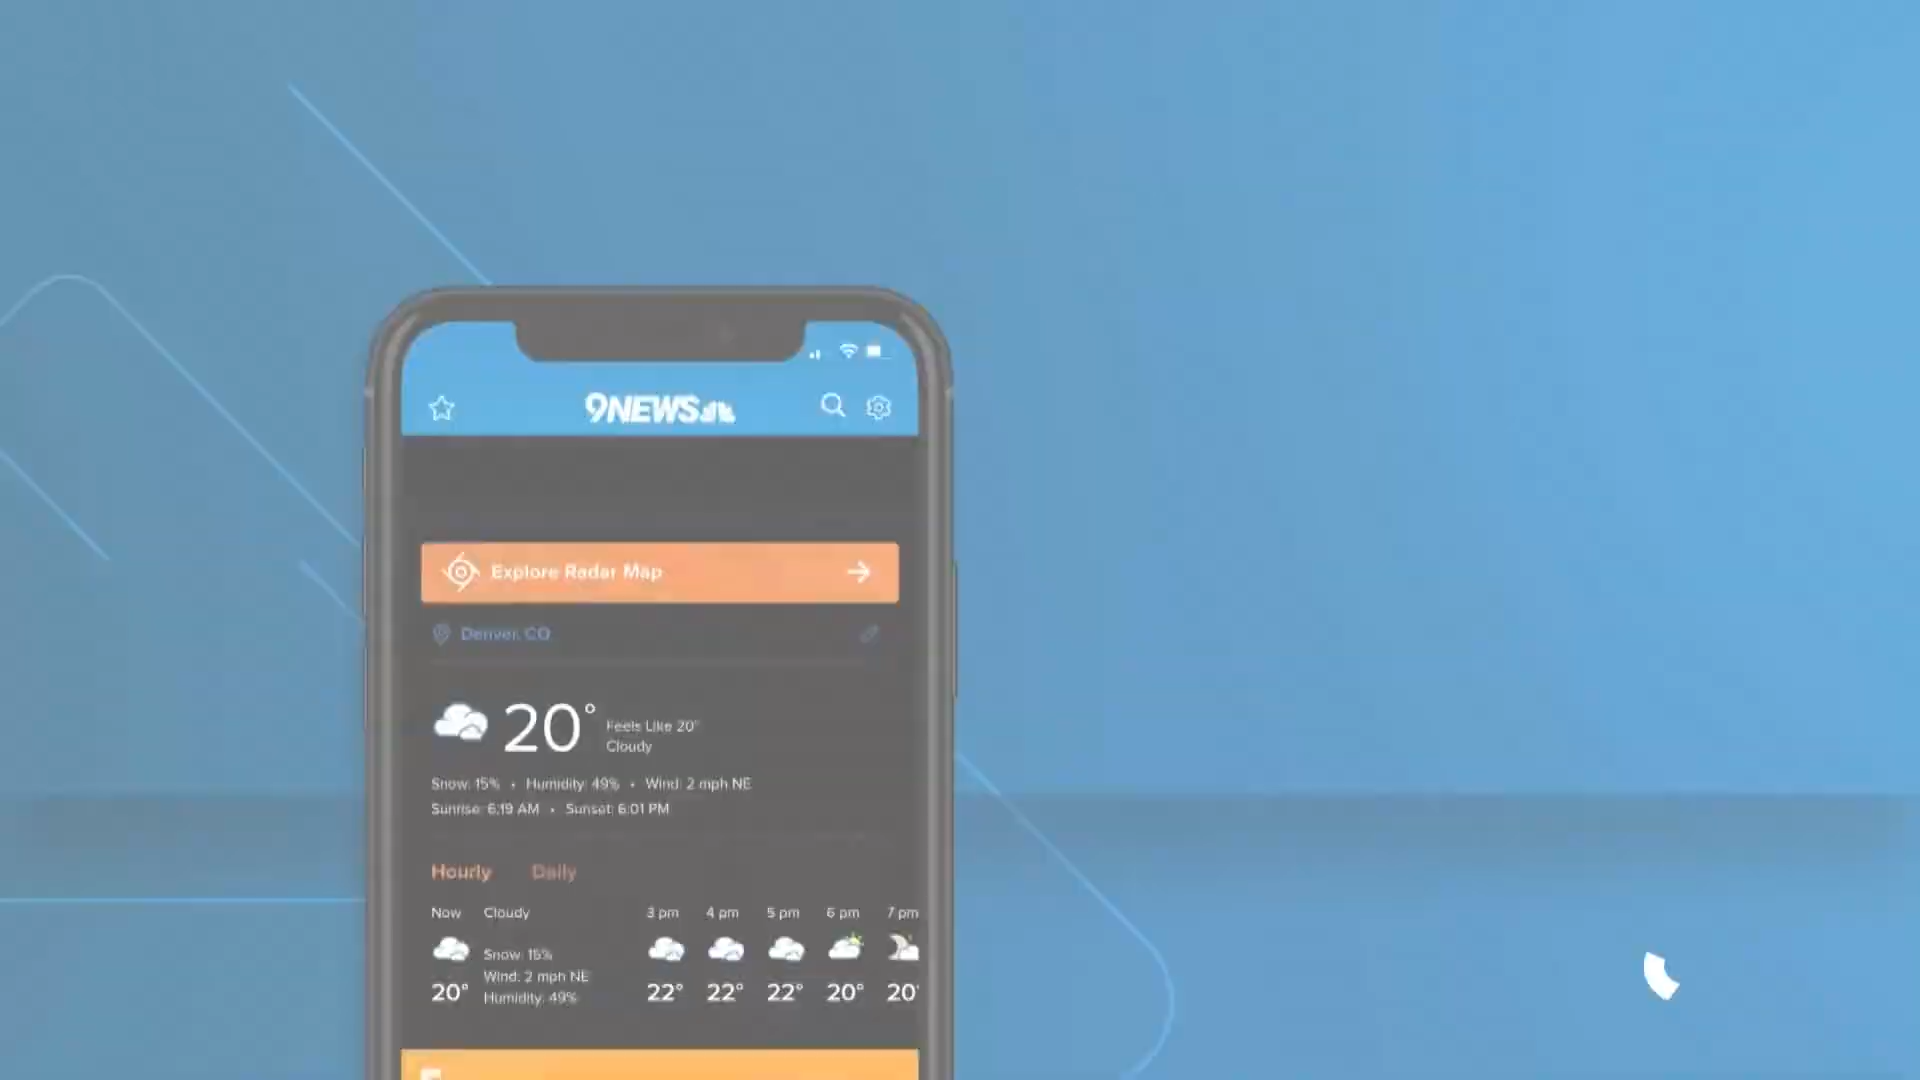 9NEWS
Explore Radar Map
Denver, CO
20° Feels Like 20°
Cloudy
Snow: 15% • Humidity: 49% • Wind: 2 mph NE
Sunrise: 6:19 AM • Sunset: 6:01 PM
Hourly Daily
Now Cloudy 3 pm 4 pm 5 pm 6 pm 7 pm
Snow: 15%
Wind: 2 mph NE
20° Humidity: 49% 22° 22° 22° 20° 20°